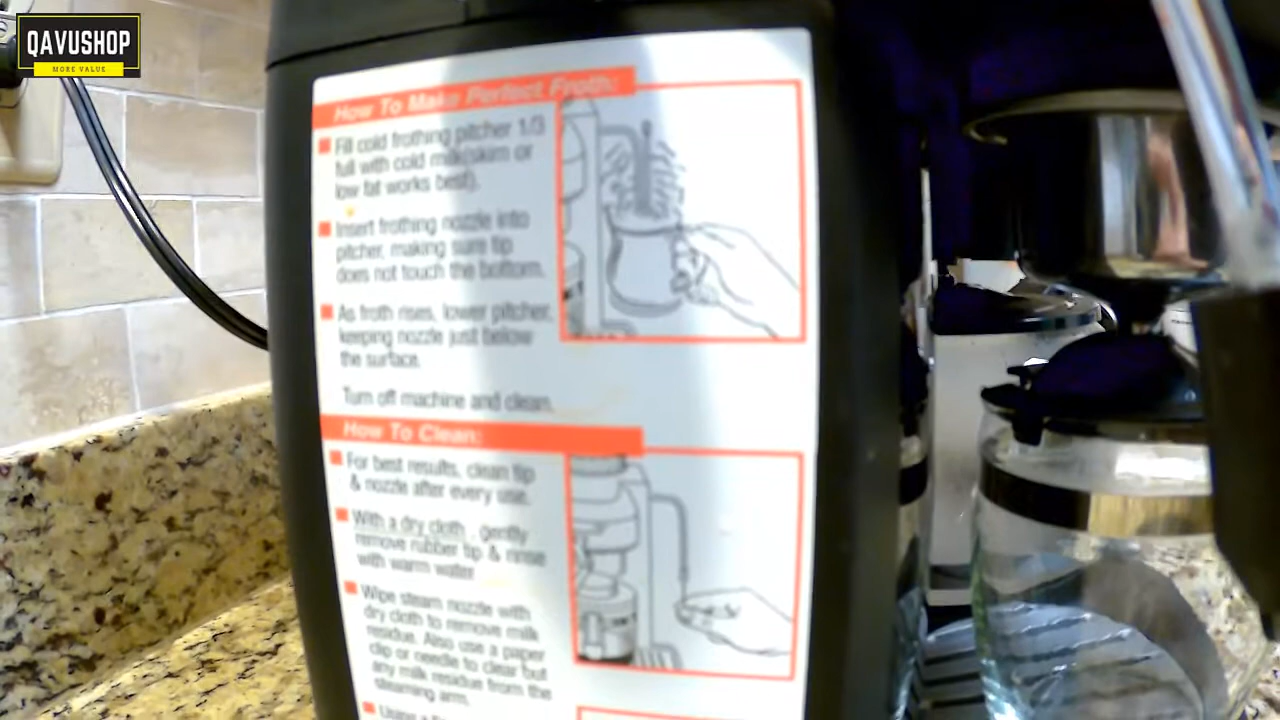 QAVUSHOP
MORE VALUE
How To Make Perfect Froth:
Fill cold frothing pitcher 1/3
full with cold milk(skim or
low fat works best).
Insert frothing nozzle into
pitcher, making sure tip
does not touch the bottom.
As froth rises, lower pitcher,
keeping nozzle just below
the surface.
Turn off machine and clean.
How To Clean:
For best results, clean tip
& nozzle after every use.
With a dry cloth , gently
remove rubber tip & rinse
with warm water
Wipe steam nozzle with
dry cloth to remove milk
residue. Also use a paper
clip or needle to clear out
any milk residue from the
steaming arm.
Using a